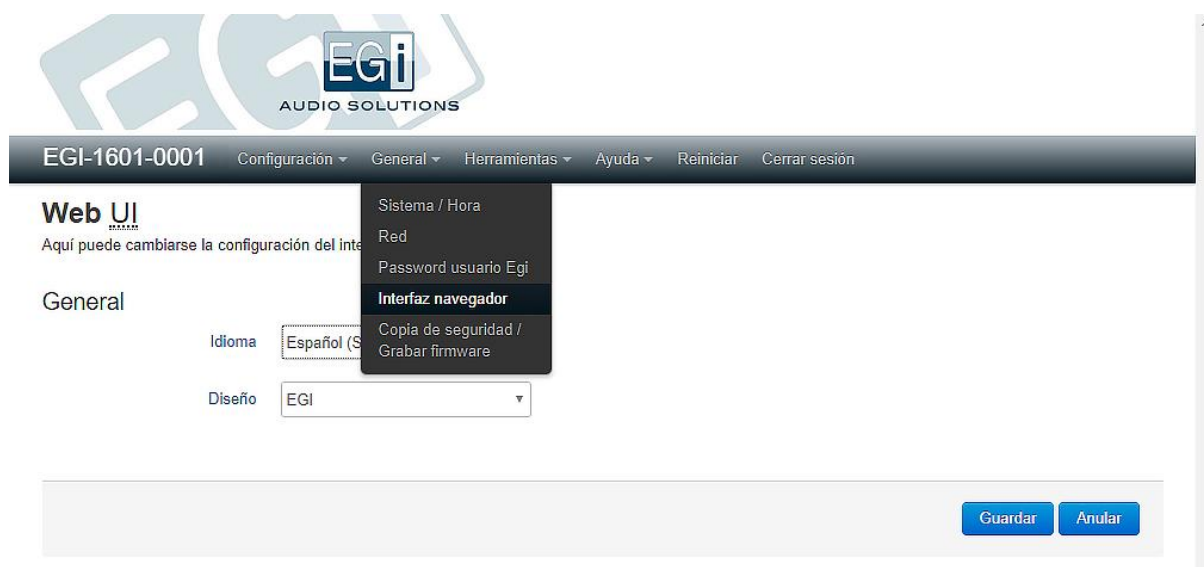 EGi
AUDIO SOLUTIONS
EGI-1601-0001 Configuración General Herramientas Ayuda Reiniciar Cerrar sesión
Sistema / Hora
Red
Password usuario Egi
Interfaz navegador
Copia de seguridad /
Grabar firmware
Web UI
Aquí puede cambiarse la configuración del inte
General
Idioma Español (S
Diseño EGI
Guardar Anular